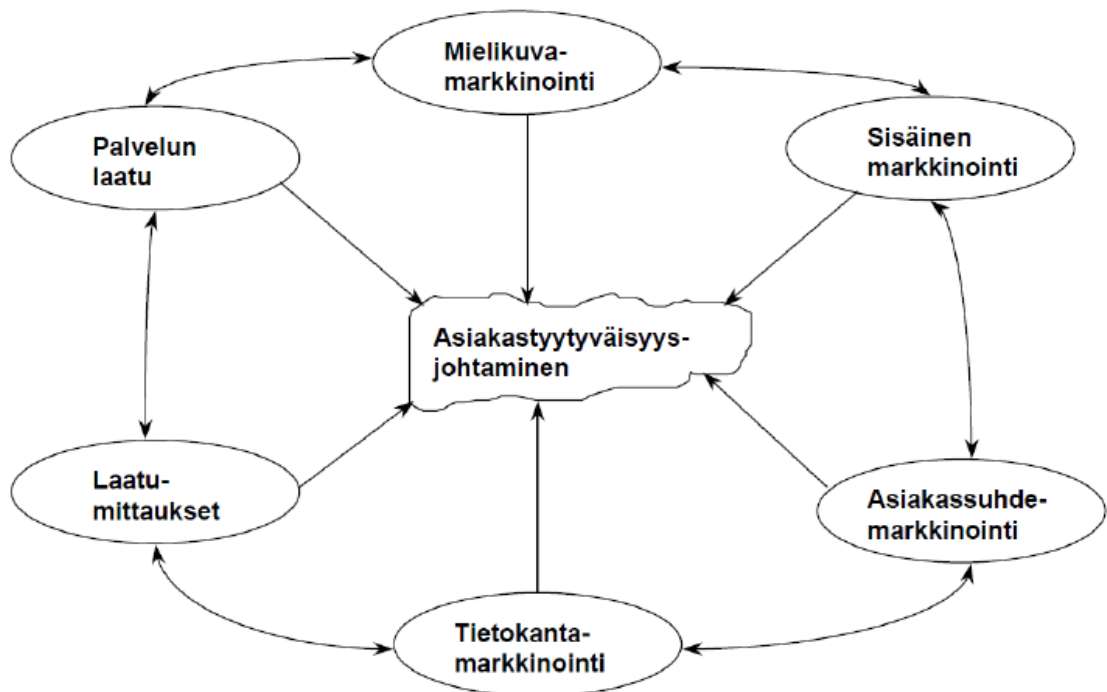 Mielikuva-
markkinointi
Palvelun
laatu
Sisäinen
markkinointi
Asiakastyytyväisyys-
johtaminen
Laatu-
mittaukset
Asiakassuhde-
markkinointi
Tietokanta-
markkinointi